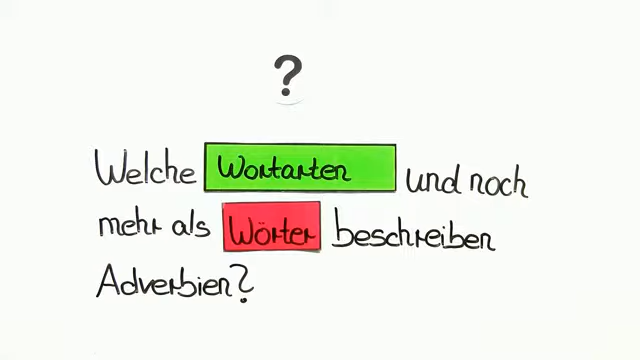 ?
Welche Wortarten und noch
mehr als Wörter beschreiben
Adverbien?